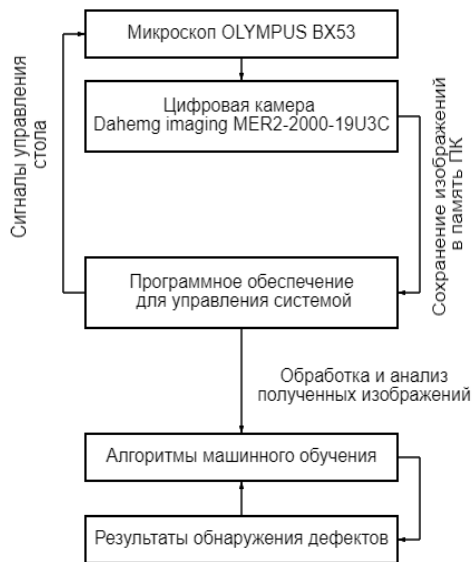 Микроскоп OLYMPUS BX53
Цифровая камера
Dahemg imaging MER2-2000-19U3C
Сигналы управления
стола
Сохранение изображений
в память ПК
Программное обеспечение
для управления системой
Обработка и анализ
полученных изображений
Алгоритмы машинного обучения
Результаты обнаружения дефектов